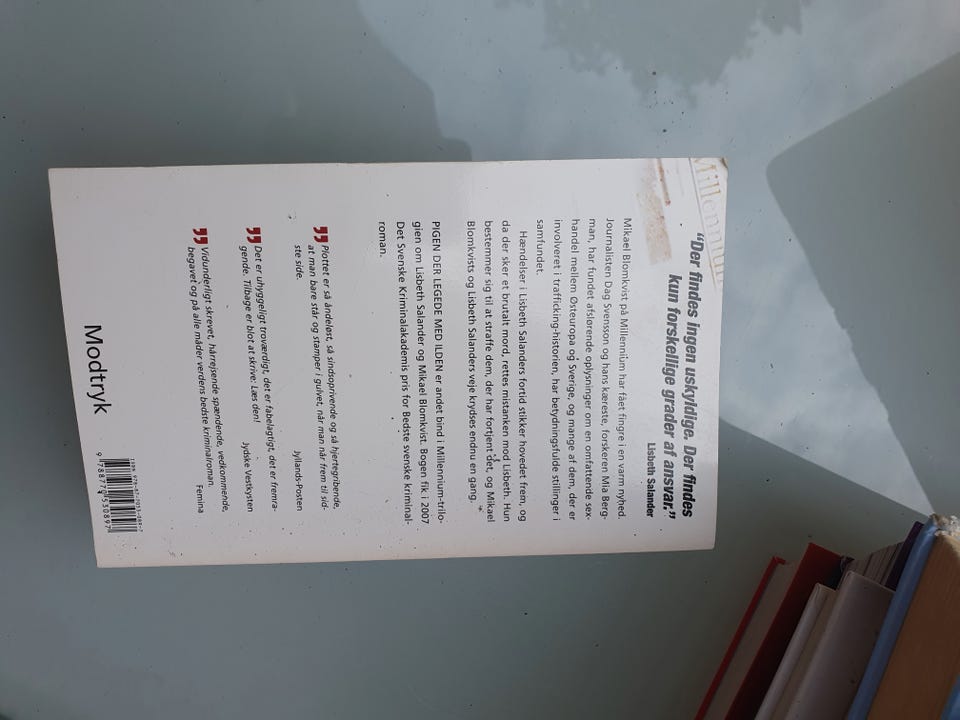 Millennium
“Der findes ingen uskyldige. Der findes
kun forskellige grader af ansvar.”
Lisbeth Salander
Mikael Blomkvist på Millennium har fået fingre i en varm nyhed.
Journalisten Dag Svensson og hans kæreste, forskeren Mia Berg-
man, har fundet afslørende oplysninger om en omfattende sex-
handel mellem Østeuropa og Sverige, og mange af dem, der er
involveret i trafficking-historien, har betydningsfulde stillinger i
samfundet.
Hændelser i Lisbeth Salanders fortid stikker hovedet frem, og
da der sker et brutalt mord, rettes mistanken mod Lisbeth. Hun
bestemmer sig til at straffe dem, der har fortjent det, og Mikael
Blomkvists og Lisbeth Salanders veje krydses endnu en gang.
PIGEN DER LEGEDE MED ILDEN er andet bind i Millennium-trilo-
gien om Lisbeth Salander og Mikael Blomkvist. Bogen fik i 2007
Det Svenske Kriminalakademis pris for Bedste svenske kriminal-
roman.
” Plottet er så åndeløst, så sindsoprivende og så hjertegribende,
at man bare står og stamper i gulvet, når man når frem til sid-
ste side.
Jyllands-Posten
” Det er uhyggeligt troværdigt, det er fabelagtigt, det er fremra-
gende. Tilbage er blot at skrive: Læs den!
Jydske Vestkysten
” Vidunderligt skrevet, hårrejsende spændende, vedkommende,
begavet og på alle måder verdens bedste kriminalroman.
Femina
Modtryk
9 788770 530897